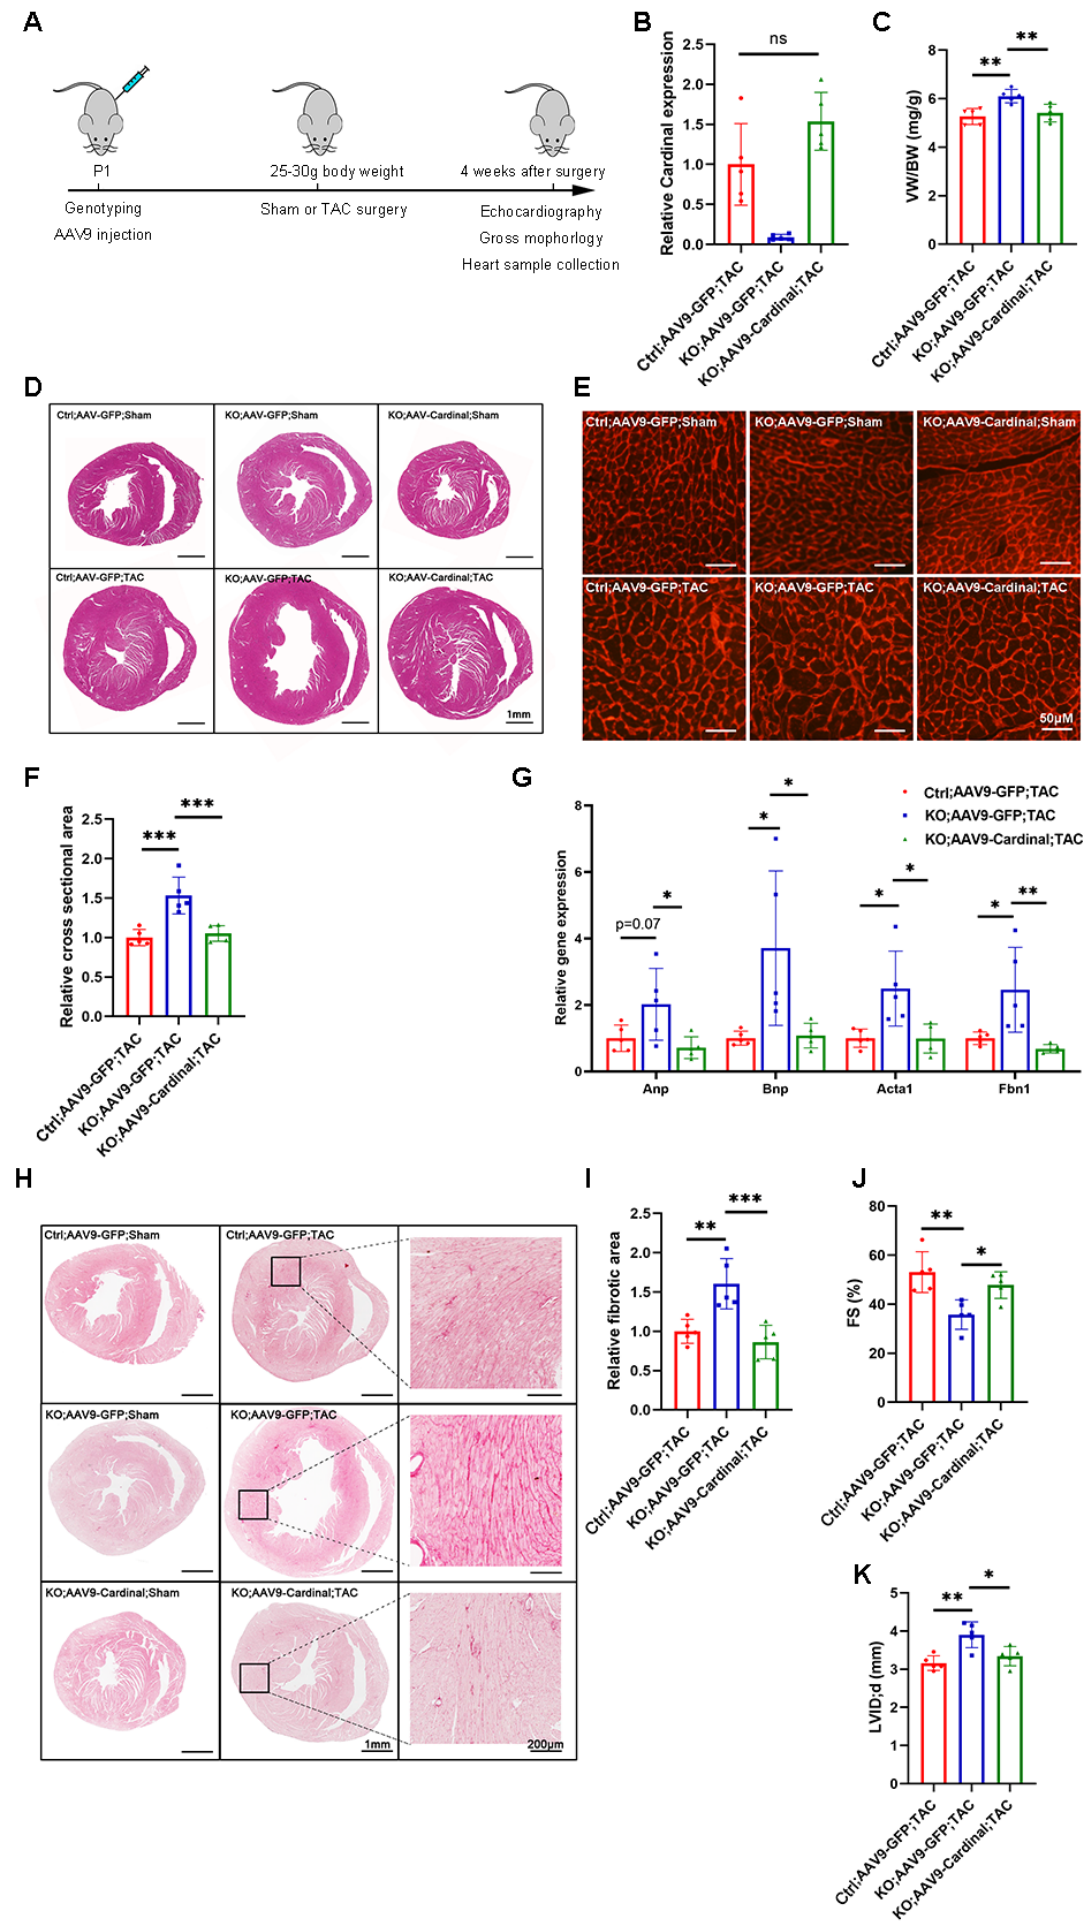 A
P1
25-30g body weight
4 weeks after surgery
Genotyping
AAV9 injection
Sham or TAC surgery
Echocardiography
Gross mophorlogy
Heart sample collection
B
Relative Cardinal expression
2.5
2.0
1.5
1.0
0.5
0.0
ns
Ctrl;AAV9-GFP;TAC
KO;AAV9-GFP;TAC
KO;AAV9-Cardinal;TAC
C
VW/BW (mg/g)
8
6
4
2
0
**
**
Ctrl;AAV9-GFP;TAC
KO;AAV9-GFP;TAC
KO;AAV9-Cardinal;TAC
D
Ctrl;AAV-GFP;Sham
KO;AAV-GFP;Sham
KO;AAV-Cardinal;Sham
Ctrl;AAV-GFP;TAC
KO;AAV-GFP;TAC
KO;AAV-Cardinal;TAC
1mm
E
Ctrl;AAV9-GFP;Sham
KO;AAV9-GFP;Sham
KO;AAV9-Cardinal;Sham
Ctrl;AAV9-GFP;TAC
KO;AAV9-GFP;TAC
KO;AAV9-Cardinal;TAC
50μM
F
Relative cross sectional area
2.5
2.0
1.5
1.0
0.5
0.0
***
***
Ctrl;AAV9-GFP;TAC
KO;AAV9-GFP;TAC
KO;AAV9-Cardinal;TAC
G
Relative gene expression
8
6
4
2
0
p=0.07
*
*
*
*
*
*
**
Anp
Bnp
Acta1
Fbn1
Ctrl;AAV9-GFP;TAC
KO;AAV9-GFP;TAC
KO;AAV9-Cardinal;TAC
H
Ctrl;AAV9-GFP;Sham
Ctrl;AAV9-GFP;TAC
KO;AAV9-GFP;Sham
KO;AAV9-GFP;TAC
KO;AAV9-Cardinal;Sham
KO;AAV9-Cardinal;TAC
1mm
200μm
I
Relative fibrotic area
2.5
2.0
1.5
1.0
0.5
0.0
**
***
Ctrl;AAV9-GFP;TAC
KO;AAV9-GFP;TAC
KO;AAV9-Cardinal;TAC
J
FS (%)
80
60
40
20
0
**
*
Ctrl;AAV9-GFP;TAC
KO;AAV9-GFP;TAC
KO;AAV9-Cardinal;TAC
K
LVID;d (mm)
5
4
3
2
1
0
**
*
Ctrl;AAV9-GFP;TAC
KO;AAV9-GFP;TAC
KO;AAV9-Cardinal;TAC